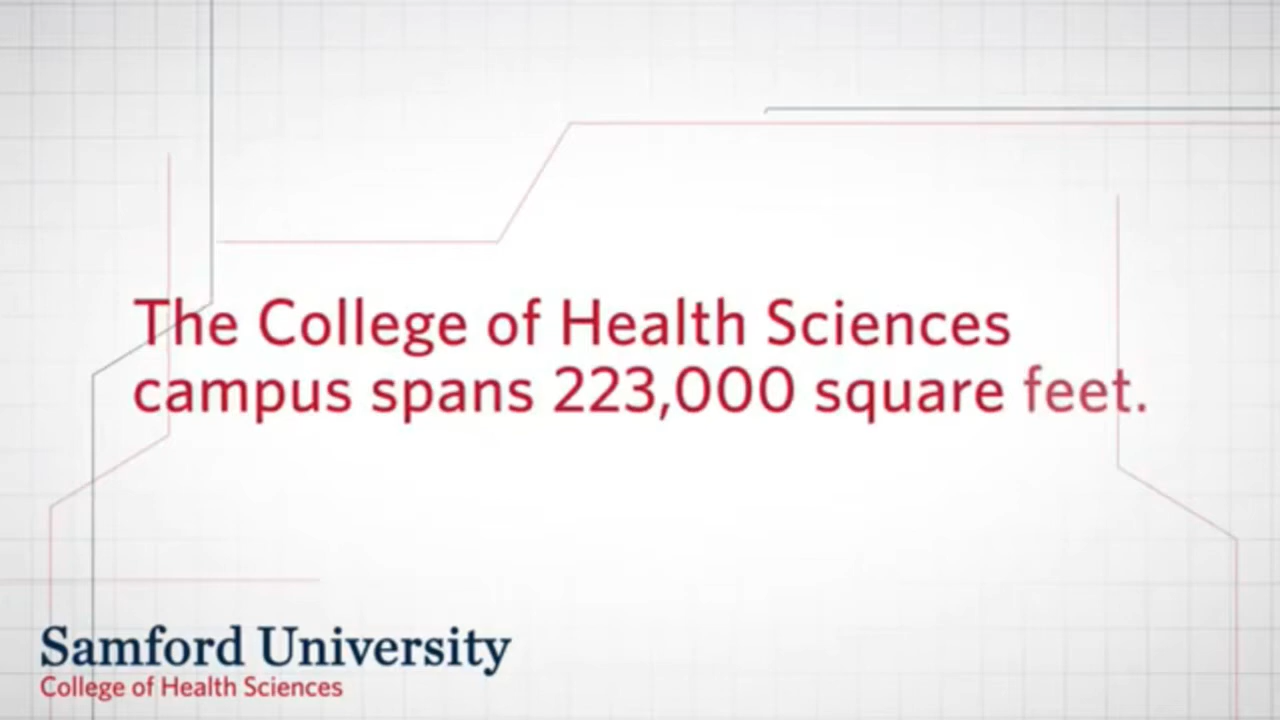 The College of Health Sciences
campus spans 223,000 square feet.
Samford University
College of Health Sciences